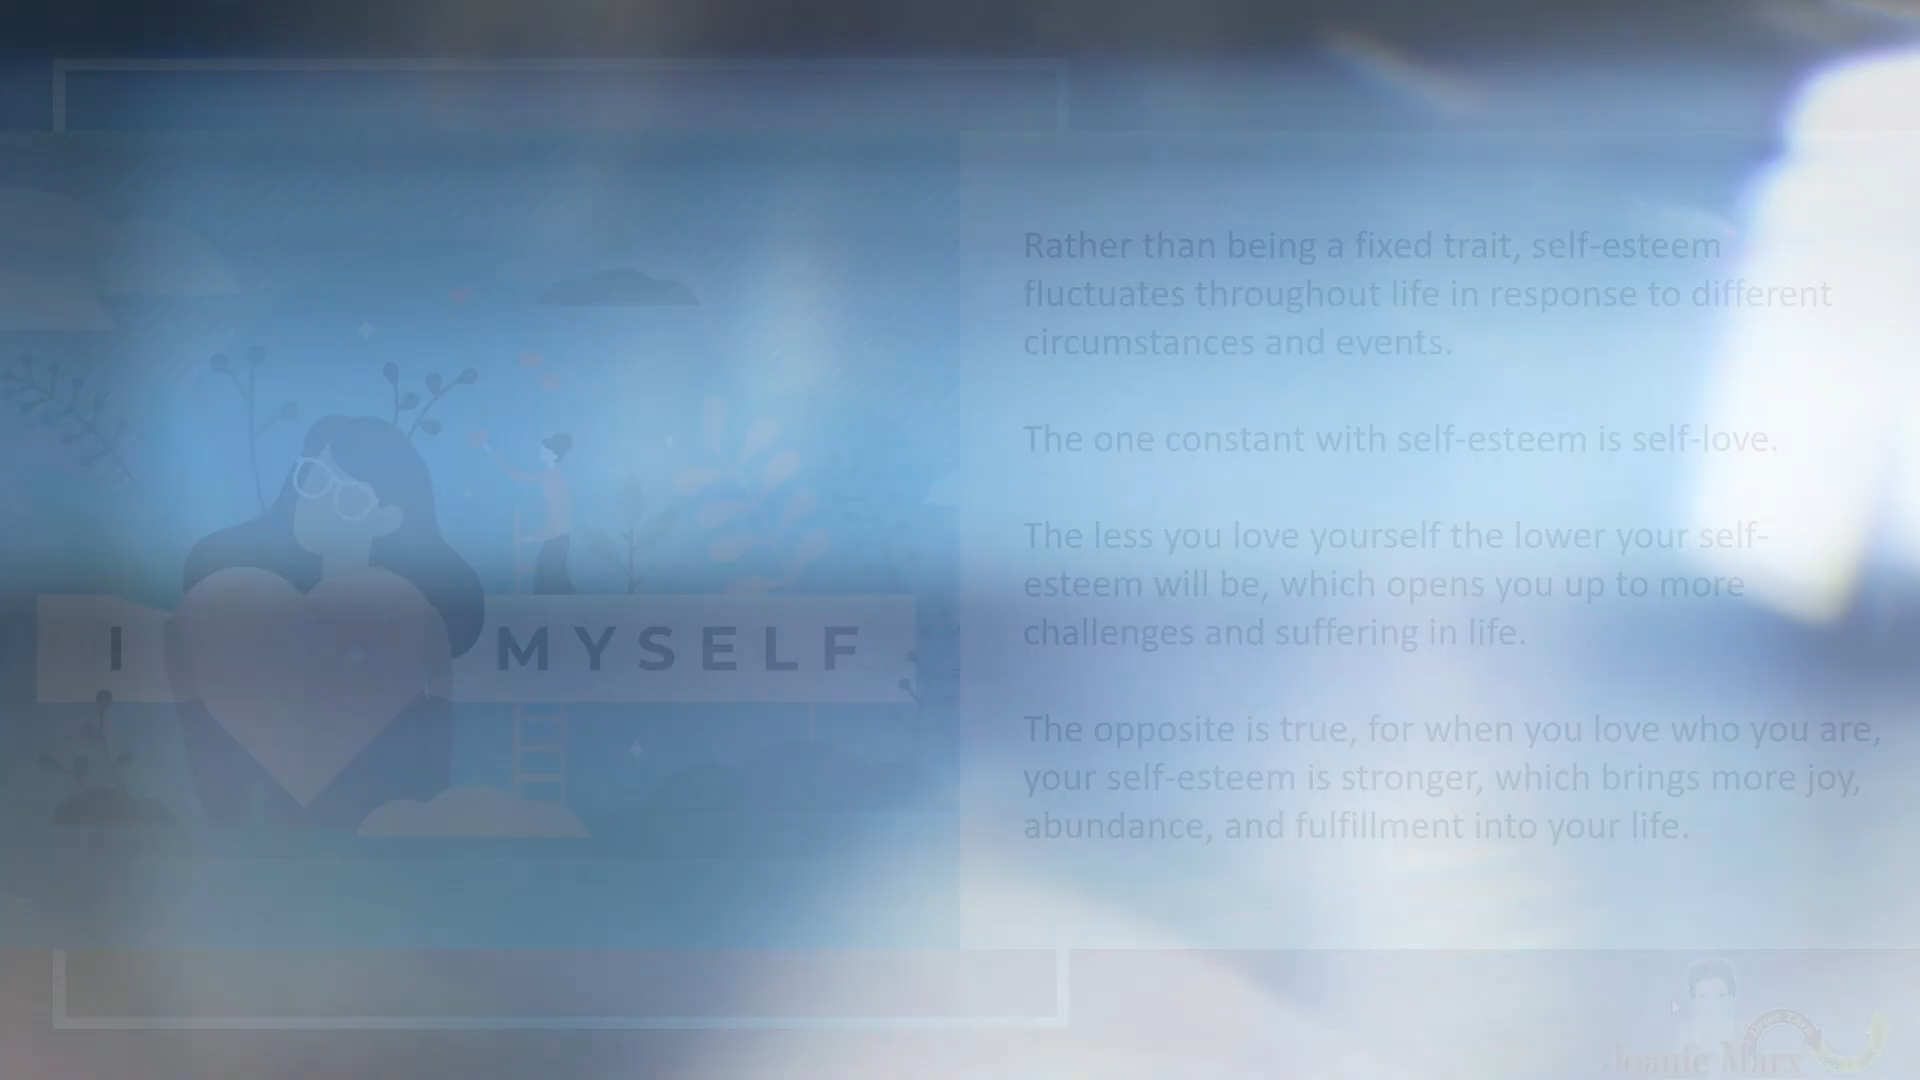 Rather than being a fixed trait, self-esteem
fluctuates throughout life in response to different
circumstances and events.
The one constant with self-esteem is self-love.
The less you love yourself the lower your self-
esteem will be, which opens you up to more
challenges and suffering in life.
The opposite is true, for when you love who you are,
your self-esteem is stronger, which brings more joy,
abundance, and fulfillment into your life.
I MYSELF
Joanie Marx